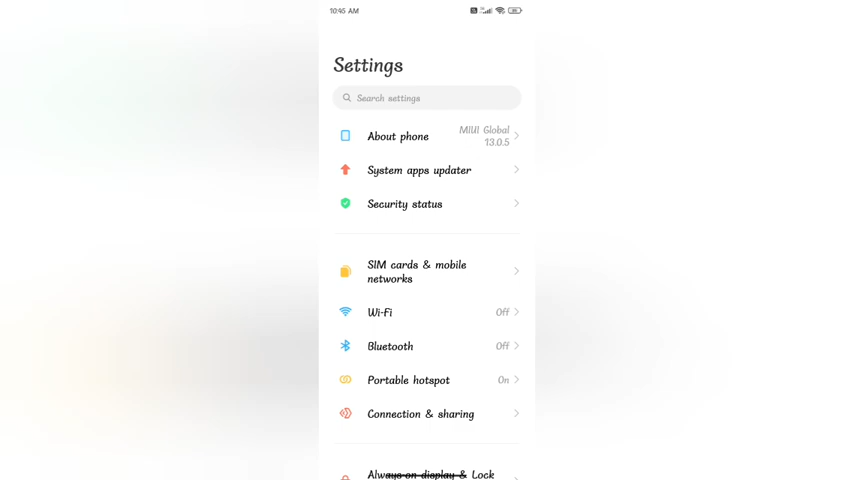 10:45 AM
Settings
Search settings
About phone
MIUI Global
13.0.5
System apps updater
Security status
SIM cards & mobile
networks
Wi-Fi
Off
Bluetooth
Off
Portable hotspot
On
Connection & sharing
Always-on display & Lock